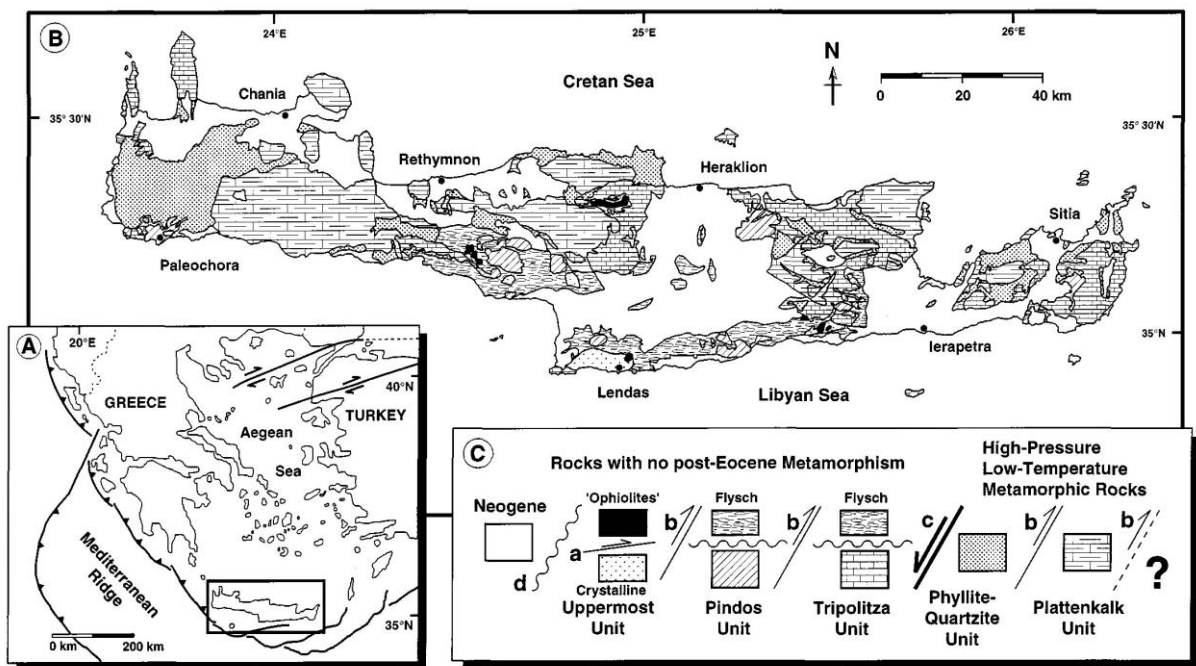 B
24°E
25°E
26°E
N
Cretan Sea
0 20 40 km
Chania
35° 30'N
35° 30'N
Rethymnon
Heraklion
Sitia
Paleochora
35°N
Ierapetra
Lendas
Libyan Sea
A
20°E
40°N
GREECE
TURKEY
Aegean
Sea
Mediterranean
Ridge
35°N
0 km 200 km
C
Rocks with no post-Eocene Metamorphism
High-Pressure
Low-Temperature
Metamorphic Rocks
Neogene
'Ophiolites'
Flysch
Flysch
a
b
b
c
b
b
d
?
Crystalline
Uppermost
Unit
Pindos
Unit
Tripolitza
Unit
Phyllite-
Quartzite
Unit
Plattenkalk
Unit